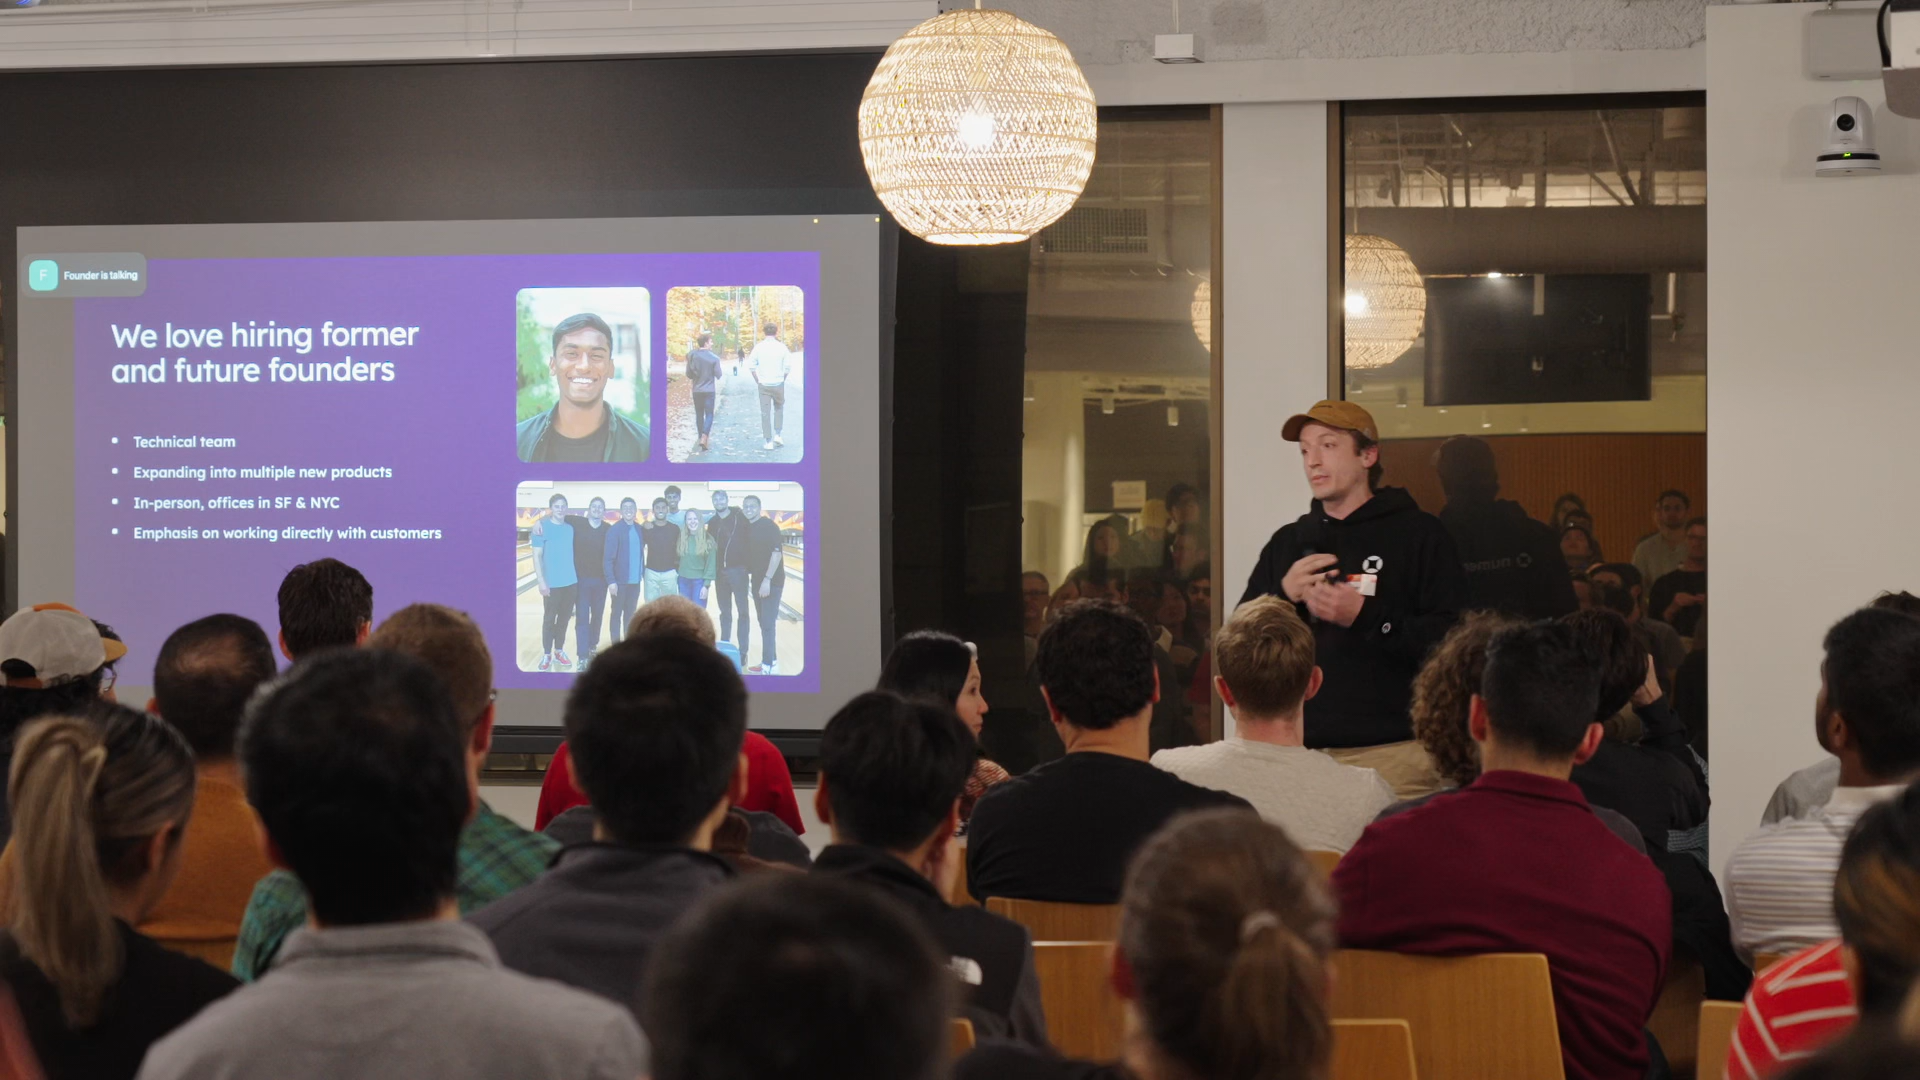 F
Founder is talking
We love hiring former
and future founders
Technical team
Expanding into multiple new products
In-person, offices in SF & NYC
Emphasis on working directly with customers